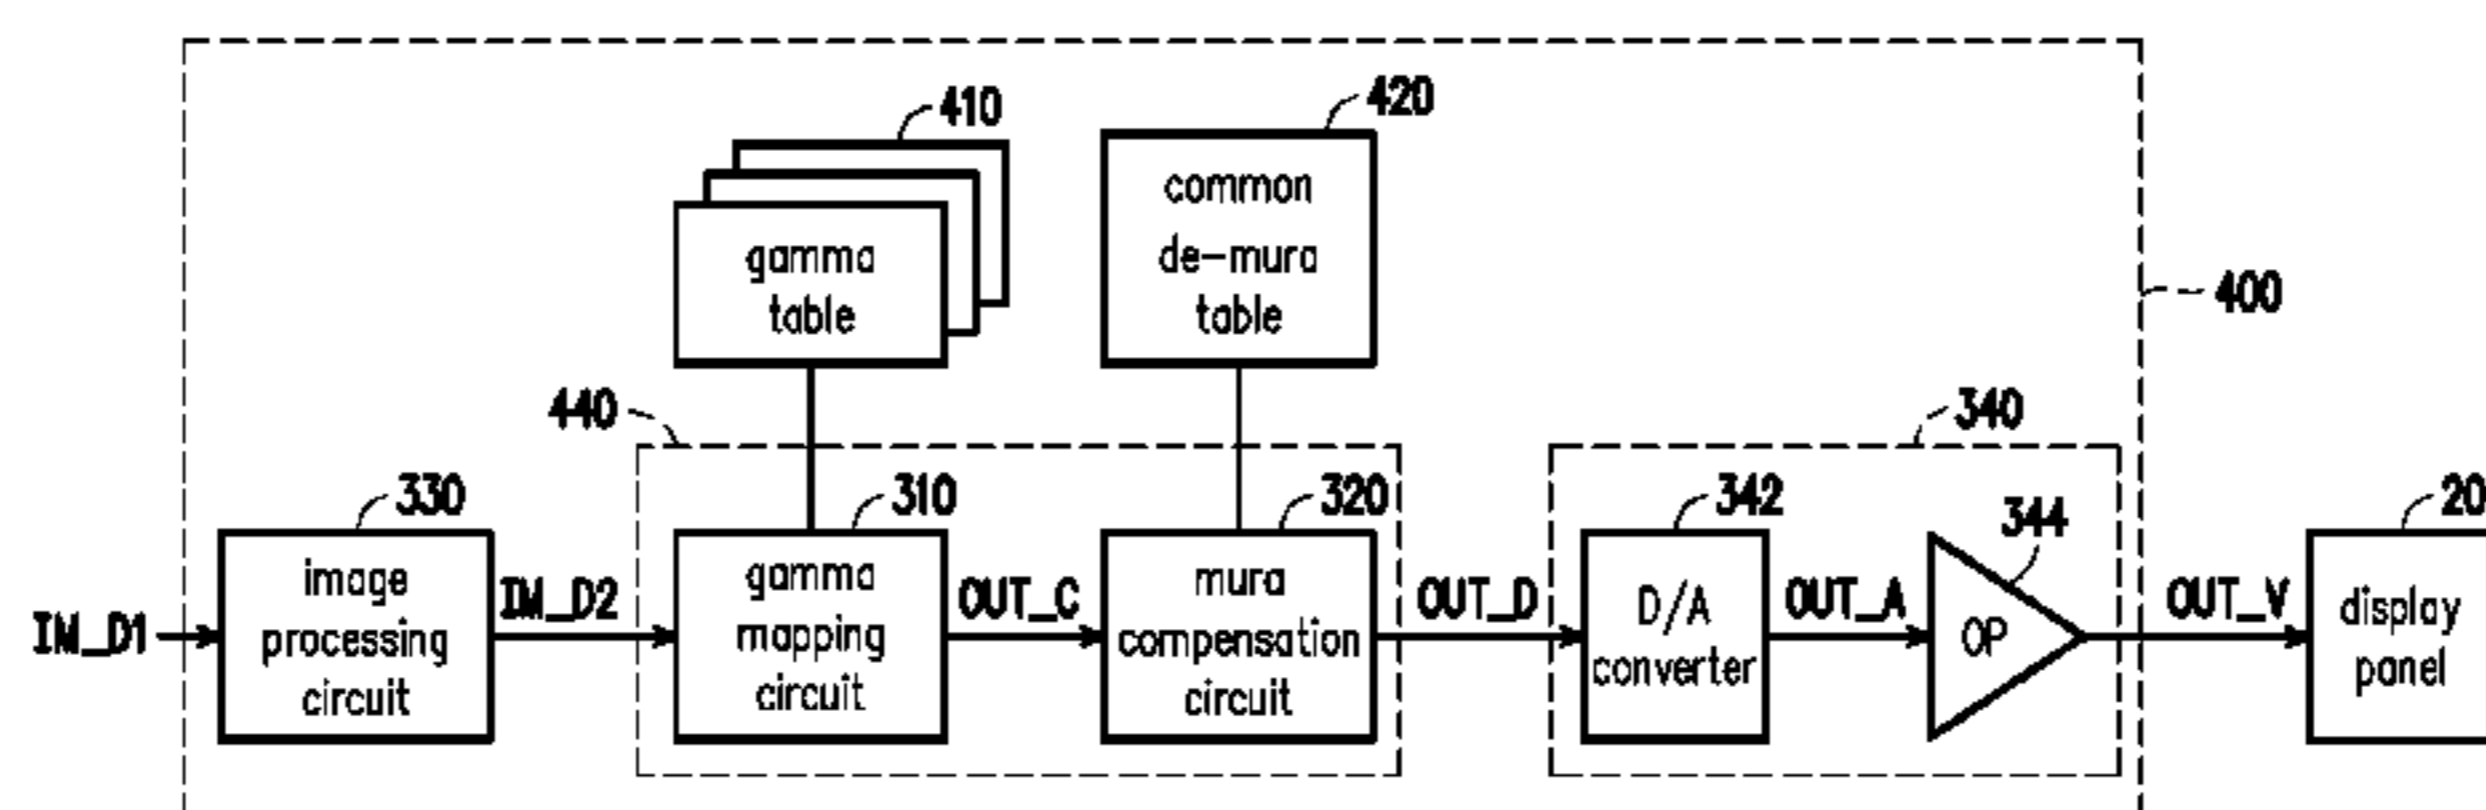 410
420
gamma
table
common
de-mura
table
400
440
340
330
310
320
342
344
20
IM_D1
image
processing
circuit
IM_D2
gamma
mapping
circuit
OUT_C
mura
compensation
circuit
OUT_D
D/A
converter
OUT_A
OP
OUT_V
display
panel